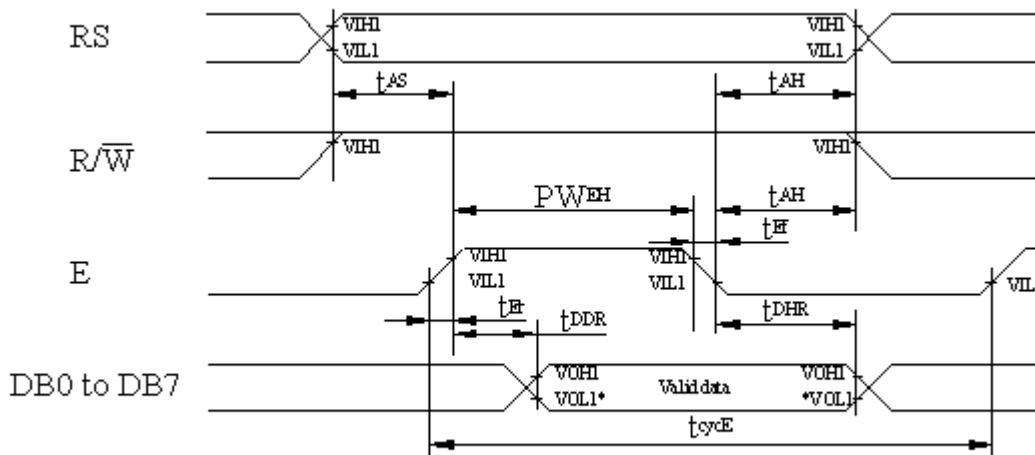 RS
VIH1
VIL1
VIH1
VIL1
tAS
tAH
R/W̅
VIH1
VIH1
PWEH
tAH
tEf
E
VIH1
VIL1
VIH1
VIL1
VIL
tEr
tDDR
tDHR
DB0 to DB7
VOH1
VOL1*
Valid data
VOH1
*VOL1
tcycE